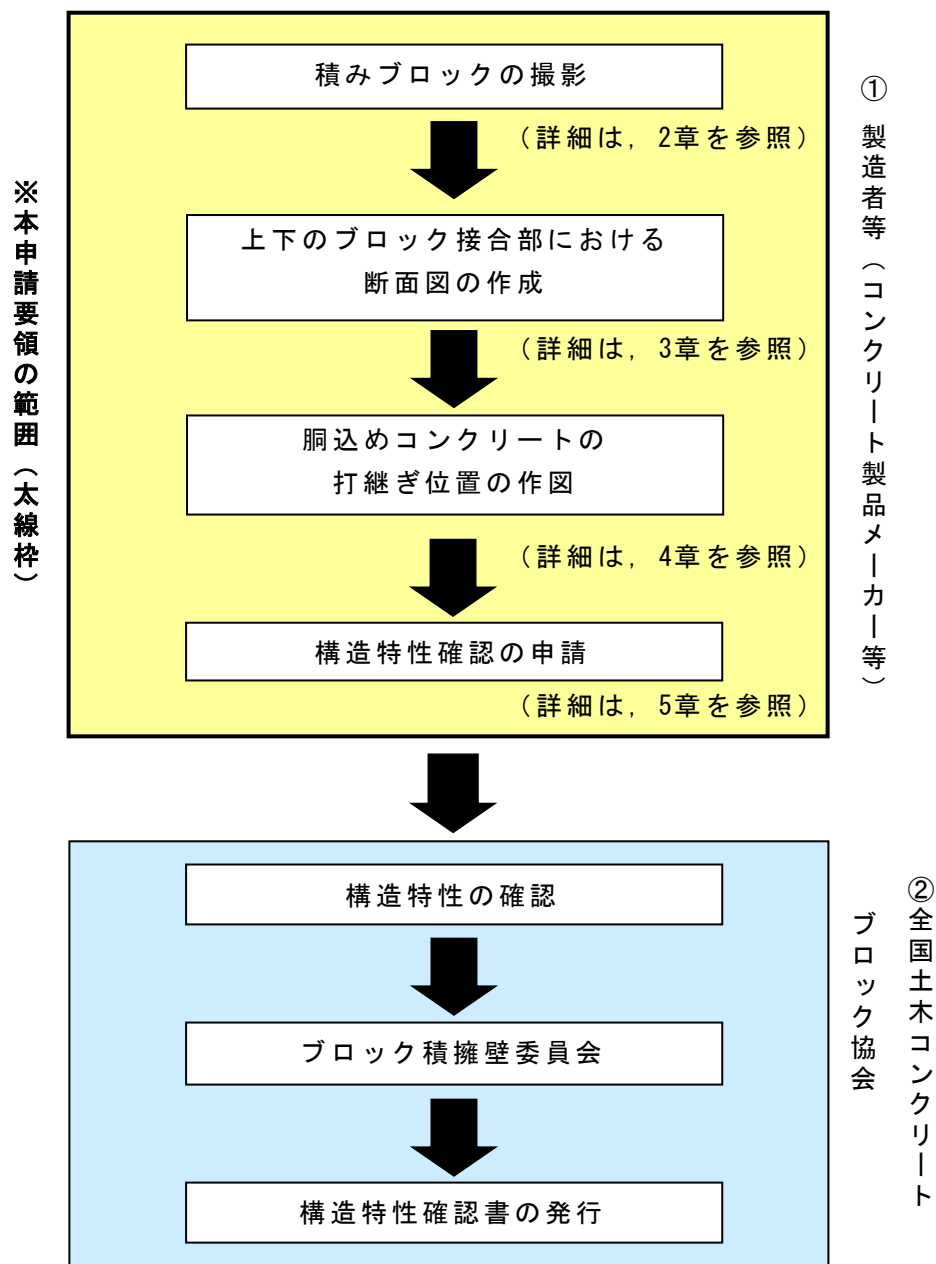 積みブロックの撮影
（詳細は, 2章を参照）
上下のブロック接合部における
断面図の作成
（詳細は, 3章を参照）
胴込めコンクリートの
打継ぎ位置の作図
（詳細は, 4章を参照）
構造特性確認の申請
（詳細は, 5章を参照）
※本申請要領の範囲（太線枠）
① 製造者等（コンクリート製品メーカー等）
構造特性の確認
ブロック積擁壁委員会
構造特性確認書の発行
②全国土木コンクリート
ブロック協会